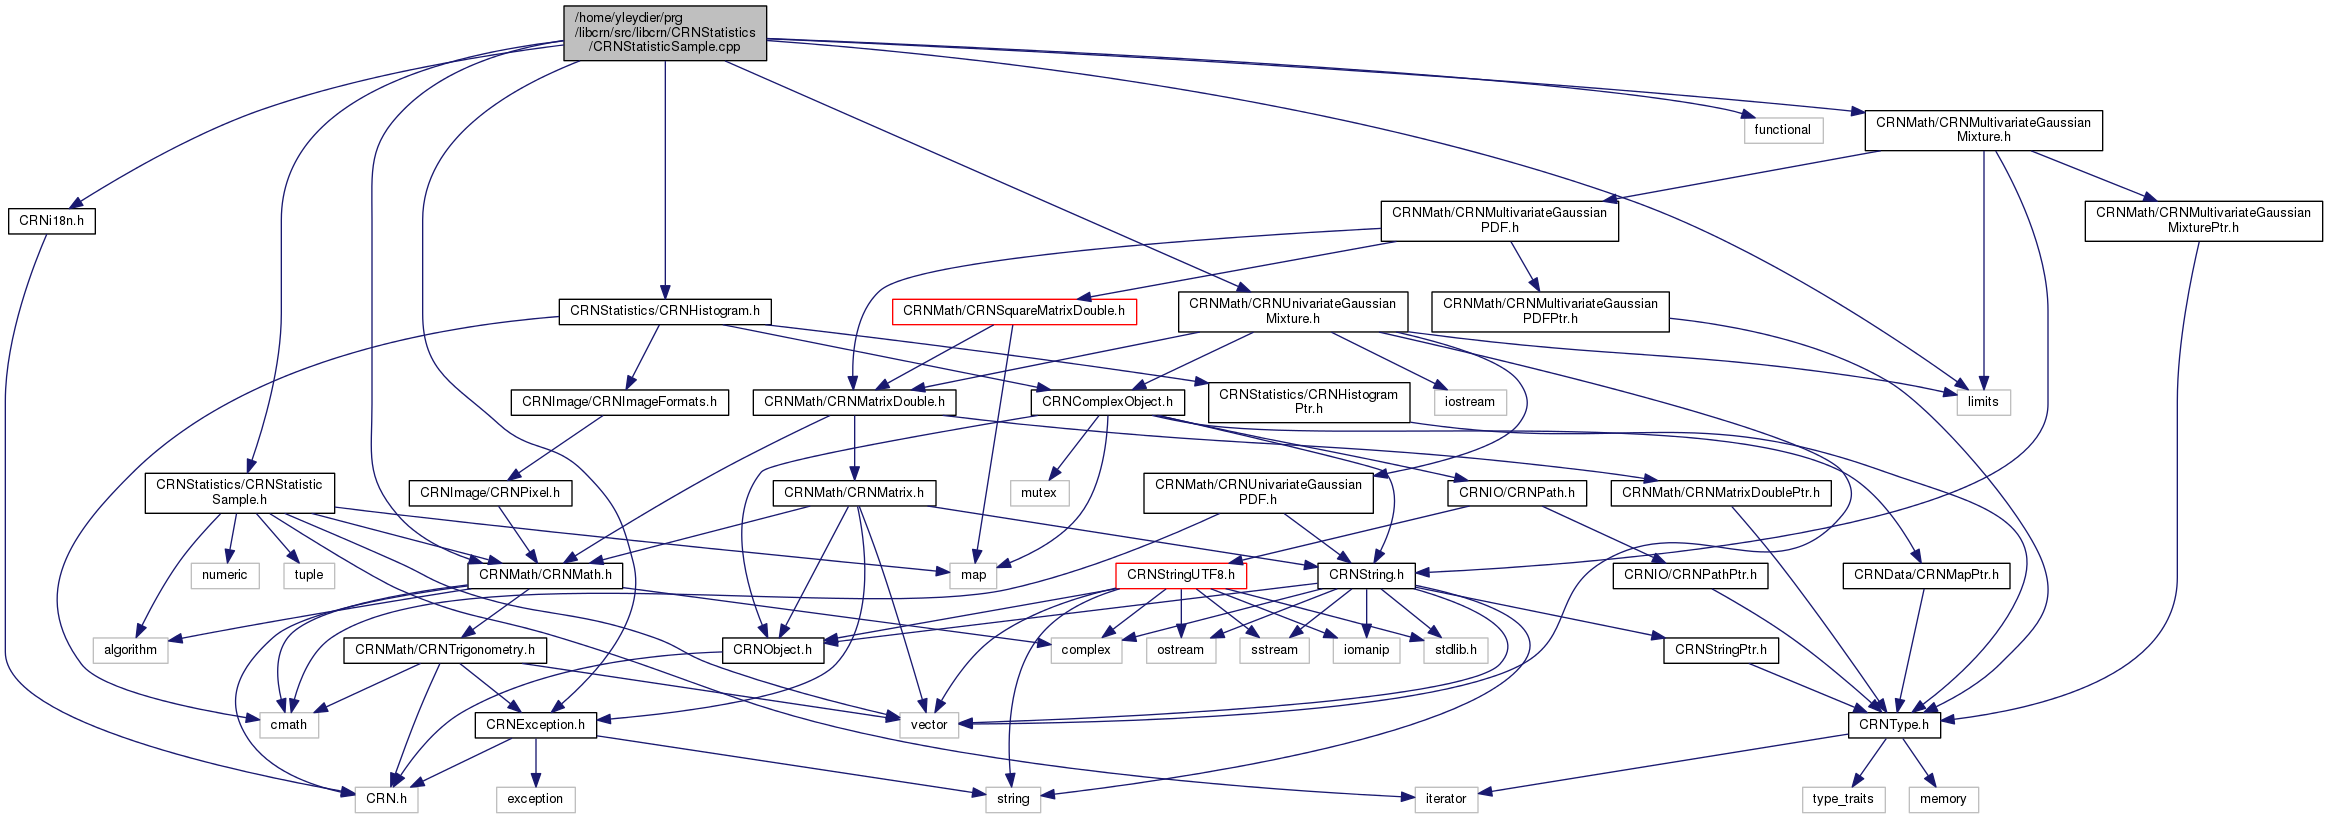 /home/yleydier/prg
/libcrn/src/libcrn/CRNStatistics
/CRNStatisticSample.cpp
CRNMath/CRNMultivariateGaussian
Mixture.h
functional
CRNi18n.h
CRNMath/CRNMultivariateGaussian
PDF.h
CRNMath/CRNMultivariateGaussian
MixturePtr.h
CRNStatistics/CRNHistogram.h
CRNMath/CRNSquareMatrixDouble.h
CRNMath/CRNUnivariateGaussian
Mixture.h
CRNMath/CRNMultivariateGaussian
PDFPtr.h
CRNImage/CRNImageFormats.h
CRNMath/CRNMatrixDouble.h
CRNComplexObject.h
CRNStatistics/CRNHistogram
Ptr.h
iostream
limits
CRNStatistics/CRNStatistic
Sample.h
CRNImage/CRNPixel.h
CRNMath/CRNMatrix.h
mutex
CRNMath/CRNUnivariateGaussian
PDF.h
CRNIO/CRNPath.h
CRNMath/CRNMatrixDoublePtr.h
numeric
tuple
CRNMath/CRNMath.h
map
CRNStringUTF8.h
CRNString.h
CRNIO/CRNPathPtr.h
CRNData/CRNMapPtr.h
algorithm
CRNMath/CRNTrigonometry.h
CRNObject.h
complex
ostream
sstream
iomanip
stdlib.h
CRNStringPtr.h
cmath
CRNException.h
vector
CRNType.h
CRN.h
exception
string
iterator
type_traits
memory